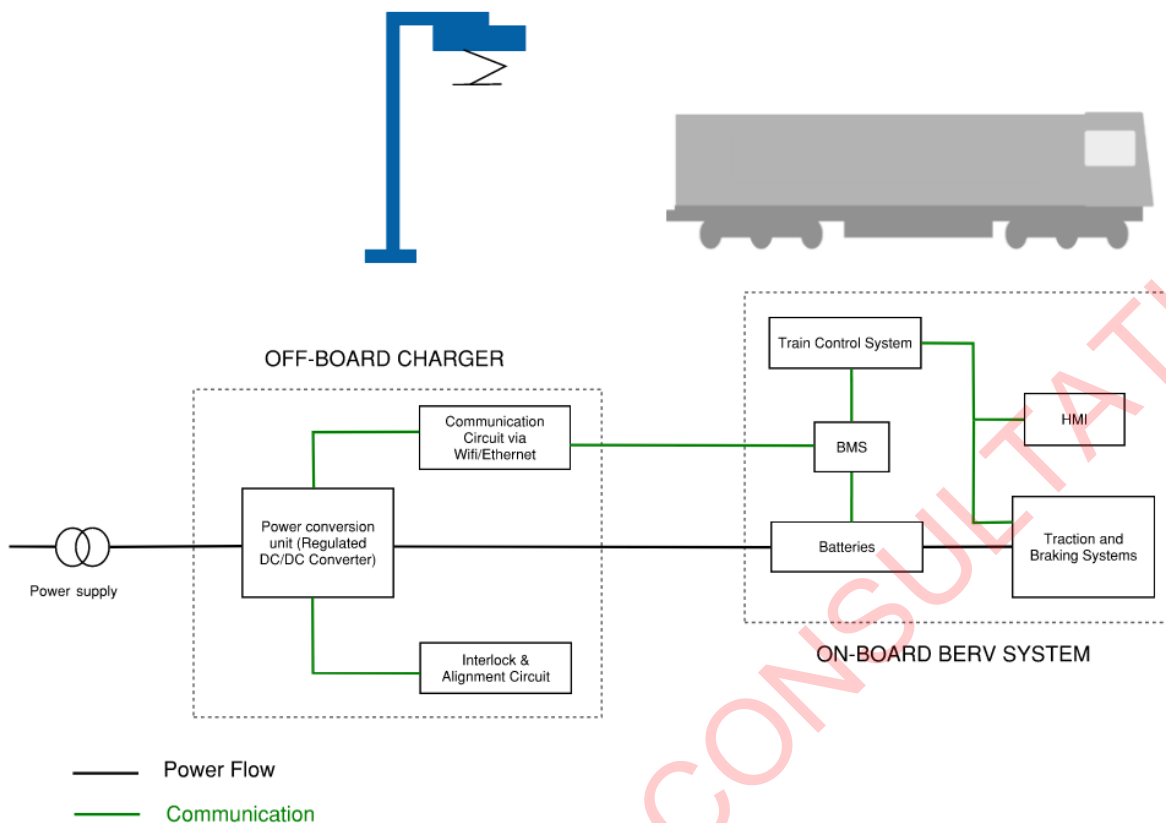 OFF-BOARD CHARGER
Communication
Circuit via
Wifi/Ethernet
Power conversion
unit (Regulated
DC/DC Converter)
Power supply
Interlock &
Alignment Circuit
Train Control System
HMI
BMS
Batteries
Traction and
Braking Systems
ON-BOARD BERV SYSTEM
Power Flow
Communication
CONSULTATI